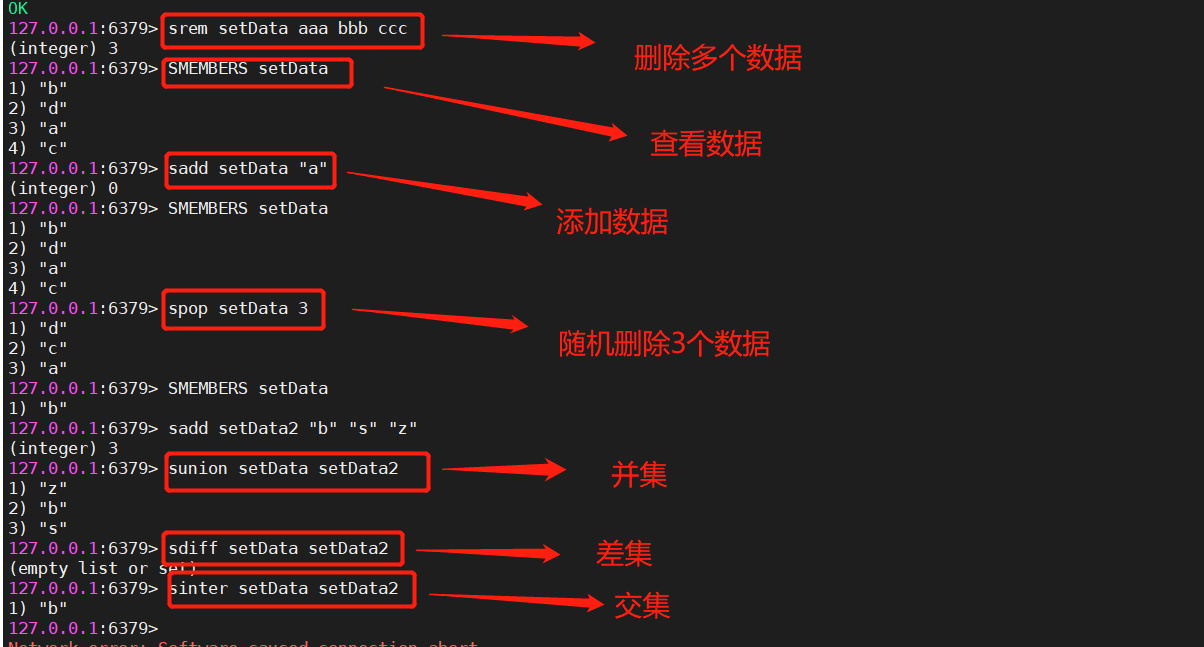 OK
127.0.0.1:6379> srem setData aaa bbb ccc
(integer) 3
删除多个数据
127.0.0.1:6379> SMEMBERS setData
1) "b"
2) "d"
3) "a"
4) "c"
查看数据
127.0.0.1:6379> sadd setData "a"
(integer) 0
添加数据
127.0.0.1:6379> SMEMBERS setData
1) "b"
2) "d"
3) "a"
4) "c"
127.0.0.1:6379> spop setData 3
1) "d"
2) "c"
3) "a"
随机删除3个数据
127.0.0.1:6379> SMEMBERS setData
1) "b"
127.0.0.1:6379> sadd setData2 "b" "s" "z"
(integer) 3
127.0.0.1:6379> sunion setData setData2
并集
1) "z"
2) "b"
3) "s"
127.0.0.1:6379> sdiff setData setData2
差集
(empty list or set)
127.0.0.1:6379> sinter setData setData2
交集
1) "b"
127.0.0.1:6379>
Network error: Software caused connection abort